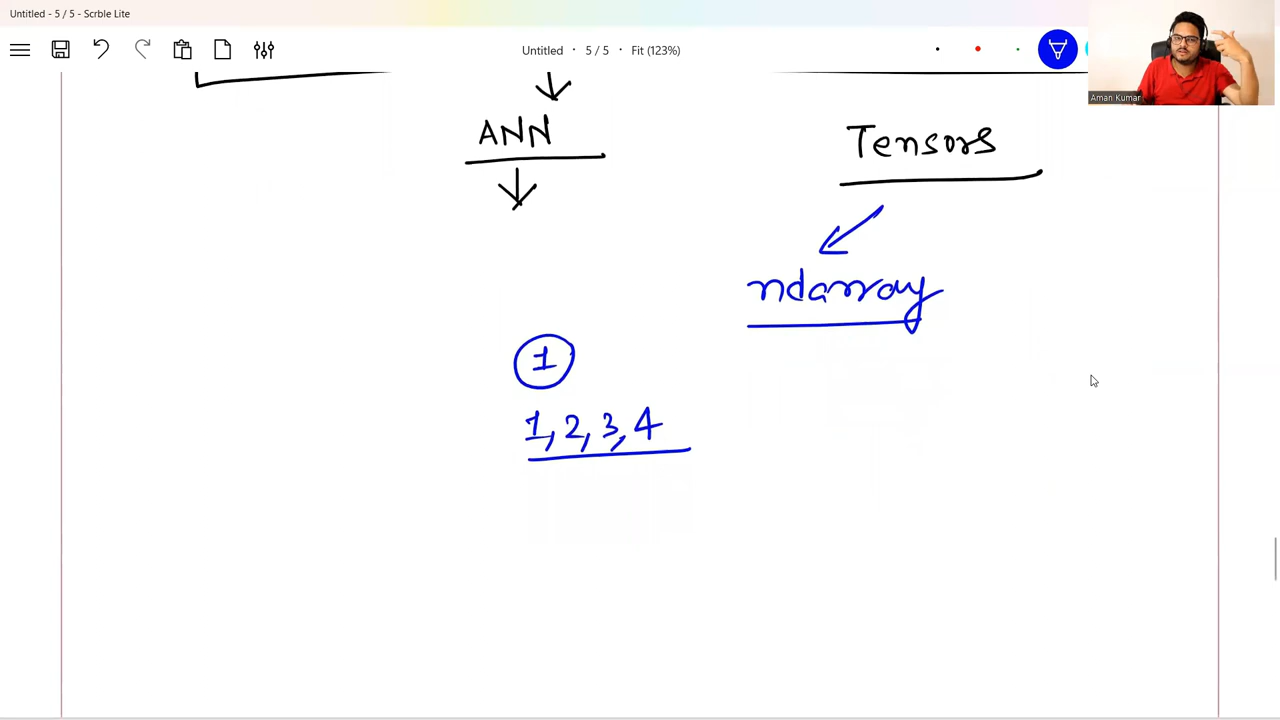 Untitled - 5 / 5 - Scrble Lite
Untitled • 5 / 5 • Fit (123%)
Aman Kumar
ANN
Tensors
ndarray
1
1, 2, 3, 4